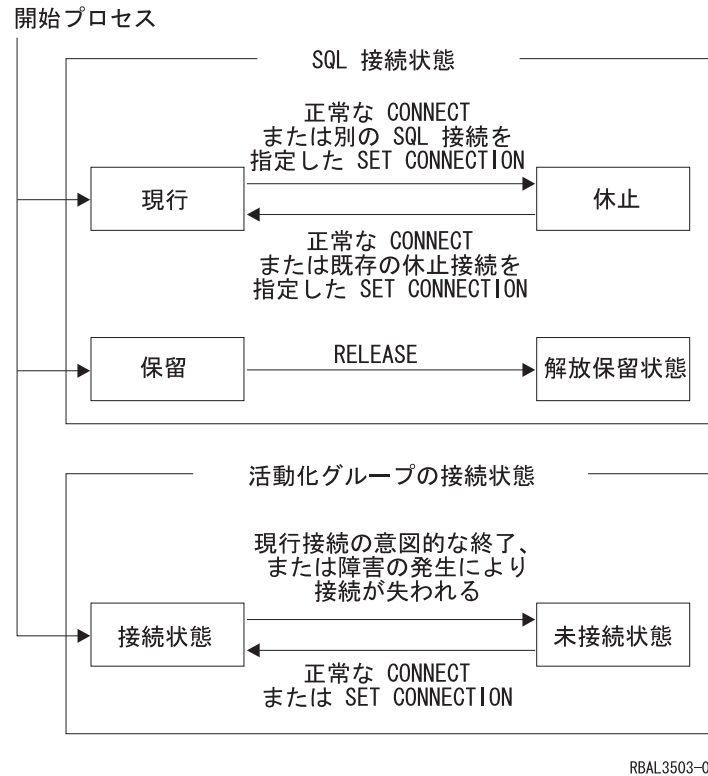 開始プロセス
SQL 接続状態
正常な CONNECT
または別の SQL 接続を
指定した SET CONNECTION
現行
休止
正常な CONNECT
または既存の休止接続を
指定した SET CONNECTION
保留
RELEASE
解放保留状態
活動化グループの接続状態
現行接続の意図的な終了、
または障害の発生により
接続が失われる
接続状態
未接続状態
正常な CONNECT
または SET CONNECTION
RBAL3503-0